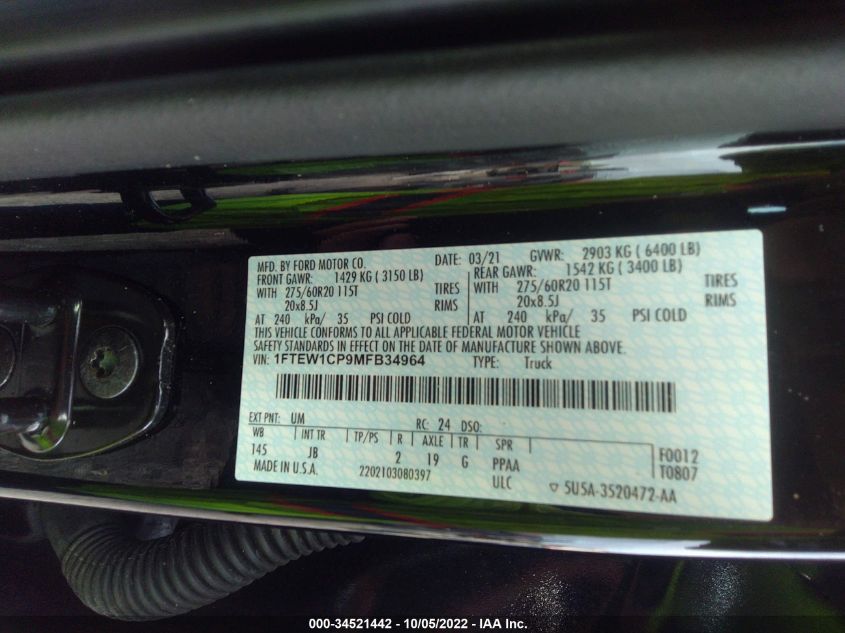 MFD. BY FORD MOTOR CO. DATE: 03/21 GVWR: 2903 KG ( 6400 LB)
FRONT GAWR: 1429 KG ( 3150 LB) REAR GAWR: 1542 KG ( 3400 LB)
WITH 275/60R20 115T TIRES WITH 275/60R20 115T TIRES
20x8.5J RIMS 20x8.5J RIMS
AT 240 kPa/ 35 PSI COLD AT 240 kPa/ 35 PSI COLD
THIS VEHICLE CONFORMS TO ALL APPLICABLE FEDERAL MOTOR VEHICLE
SAFETY STANDARDS IN EFFECT ON THE DATE OF MANUFACTURE SHOWN ABOVE.
VIN: 1FTEW1CP9MFB34964 TYPE: Truck
EXT PNT: UM RC: 24 DSO:
WB INT TR TP/PS R AXLE TR SPR F0012
145 JB 2 19 G PPAA T0807
MADE IN U.S.A. 2202103080397 ULC ▽ 5U5A-3520472-AA
000-34521442 - 10/05/2022 - IAA Inc.